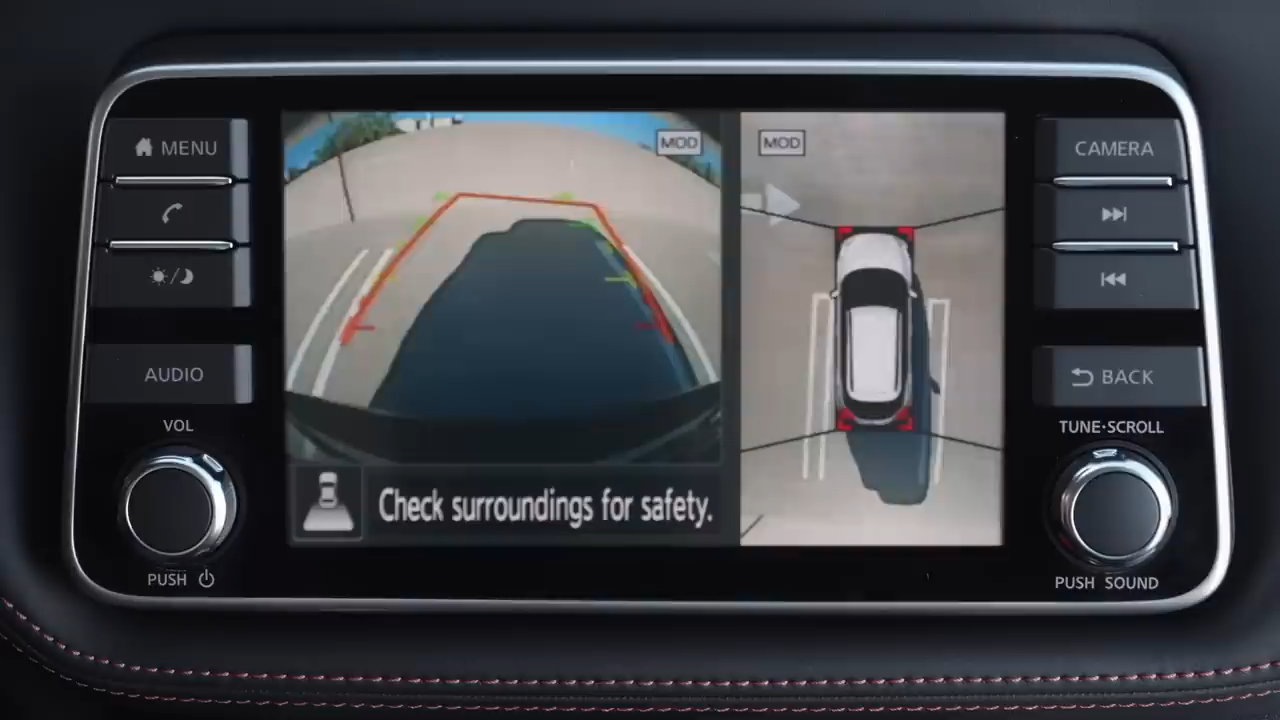 MENU
AUDIO
VOL
PUSH
MOD
MOD
Check surroundings for safety.
CAMERA
BACK
TUNE·SCROLL
PUSH SOUND